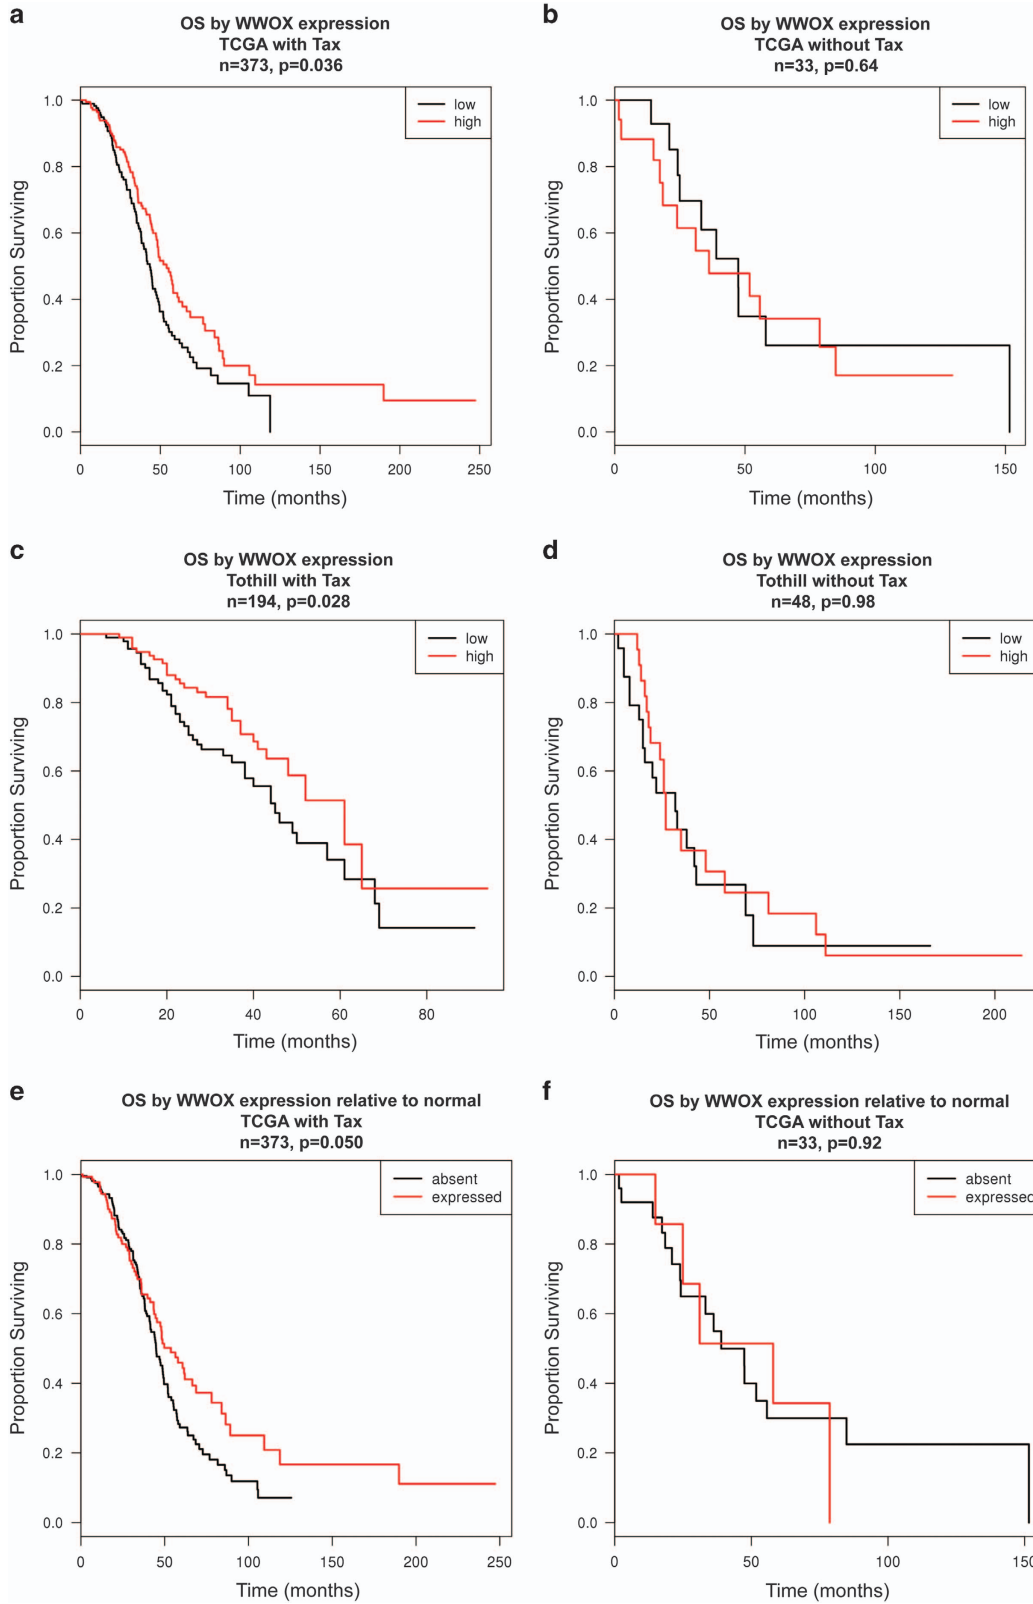 a
OS by WWOX expression
TCGA with Tax
n=373, p=0.036
low
high
Proportion Surviving
1.0
0.8
0.6
0.4
0.2
0.0
0 50 100 150 200 250
Time (months)
b
OS by WWOX expression
TCGA without Tax
n=33, p=0.64
low
high
Proportion Surviving
1.0
0.8
0.6
0.4
0.2
0.0
0 50 100 150
Time (months)
c
OS by WWOX expression
Tothill with Tax
n=194, p=0.028
low
high
Proportion Surviving
1.0
0.8
0.6
0.4
0.2
0.0
0 20 40 60 80
Time (months)
d
OS by WWOX expression
Tothill without Tax
n=48, p=0.98
low
high
Proportion Surviving
1.0
0.8
0.6
0.4
0.2
0.0
0 50 100 150 200
Time (months)
e
OS by WWOX expression relative to normal
TCGA with Tax
n=373, p=0.050
absent
expressed
Proportion Surviving
1.0
0.8
0.6
0.4
0.2
0.0
0 50 100 150 200 250
Time (months)
f
OS by WWOX expression relative to normal
TCGA without Tax
n=33, p=0.92
absent
expressed
Proportion Surviving
1.0
0.8
0.6
0.4
0.2
0.0
0 50 100 150
Time (months)